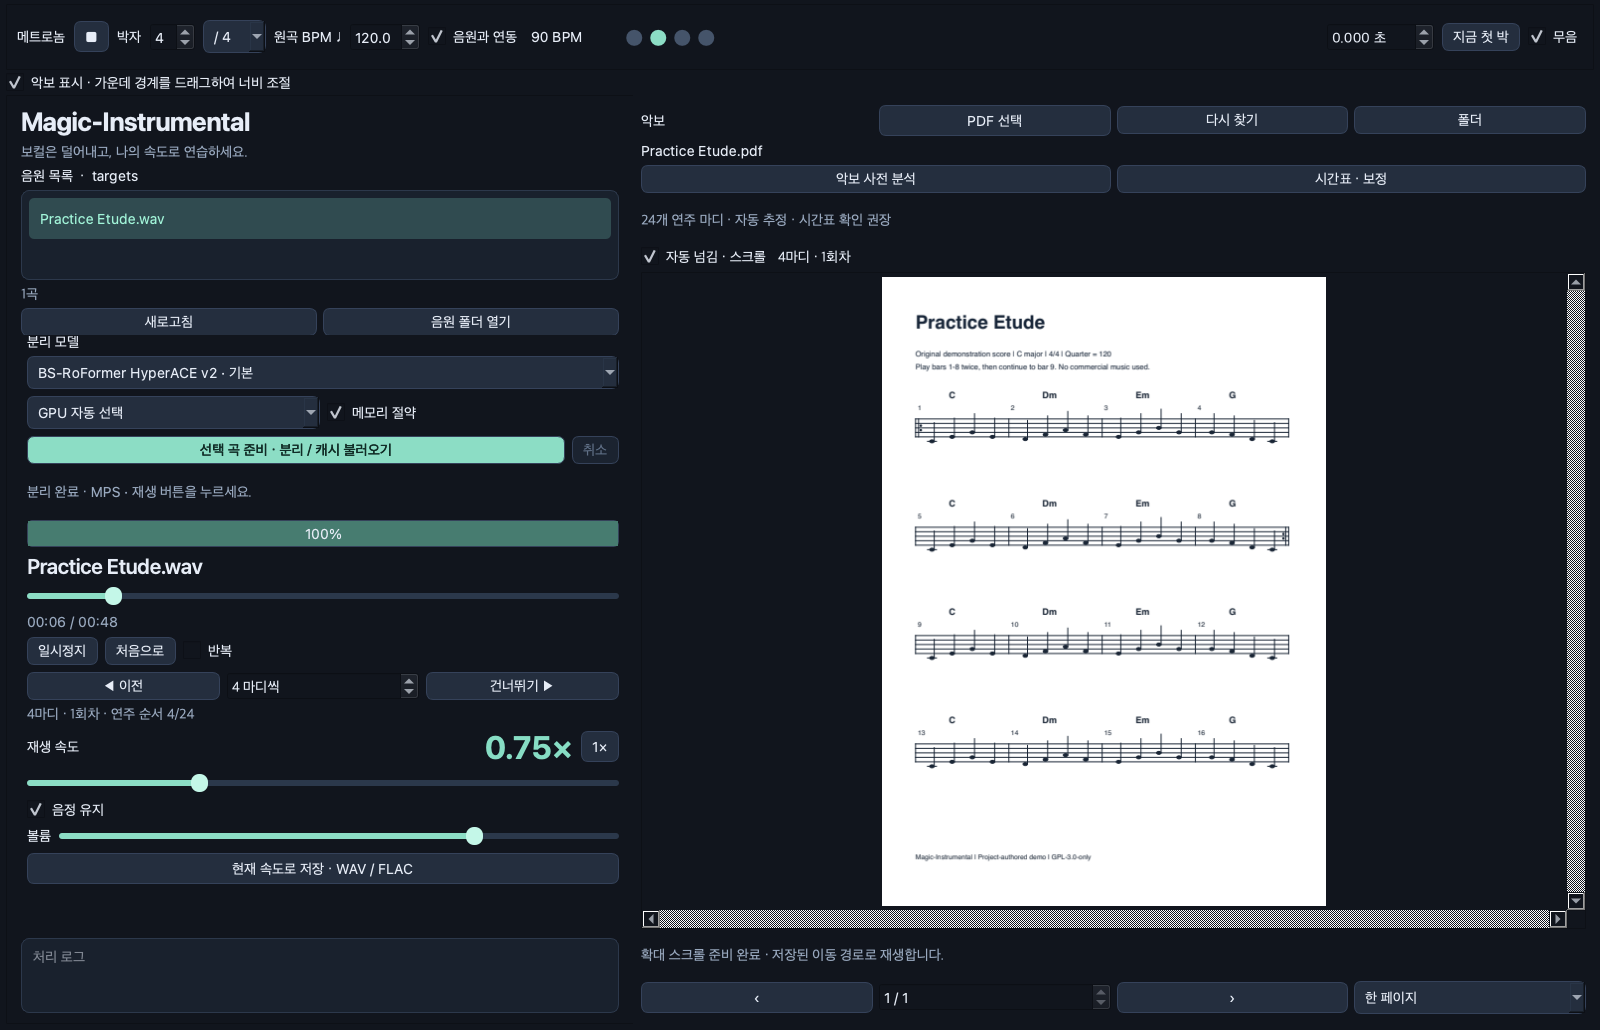 메트로놈 ■ 박자 4 / 4 원곡 BPM ♩ 120.0 ✓ 음원과 연동 90 BPM 0.000 초 지금 첫 박 ✓ 무음
✓ 악보 표시 · 가운데 경계를 드래그하여 너비 조절
Magic-Instrumental
보컬은 덜어내고, 나의 속도로 연습하세요.
음원 목록 · targets
Practice Etude.wav
1곡
새로고침 음원 폴더 열기
분리 모델
BS-RoFormer HyperACE v2 · 기본
GPU 자동 선택 ✓ 메모리 절약
선택 곡 준비 · 분리 / 캐시 불러오기 취소
분리 완료 · MPS · 재생 버튼을 누르세요.
100%
Practice Etude.wav
00:06 / 00:48
일시정지 처음으로 반복
◀ 이전 4 마디씩 건너뛰기 ▶
4마디 · 1회차 · 연주 순서 4/24
재생 속도 0.75× 1×
✓ 음정 유지
볼륨
현재 속도로 저장 · WAV / FLAC
처리 로그
악보 PDF 선택 다시 찾기 폴더
Practice Etude.pdf
악보 사전 분석 시간표 · 보정
24개 연주 마디 · 자동 추정 · 시간표 확인 권장
✓ 자동 넘김 · 스크롤 4마디 · 1회차
Practice Etude
Original demonstration score | C major | 4/4 | Quarter = 120
Play bars 1-8 twice, then continue to bar 9. No commercial music used.
C Dm Em G
1 2 3 4
C Dm Em G
5 6 7 8
C Dm Em G
9 10 11 12
C Dm Em G
13 14 15 16
Magic-Instrumental | Project-authored demo | GPL-3.0-only
확대 스크롤 준비 완료 · 저장된 이동 경로로 재생합니다.
‹ 1 / 1 › 한 페이지